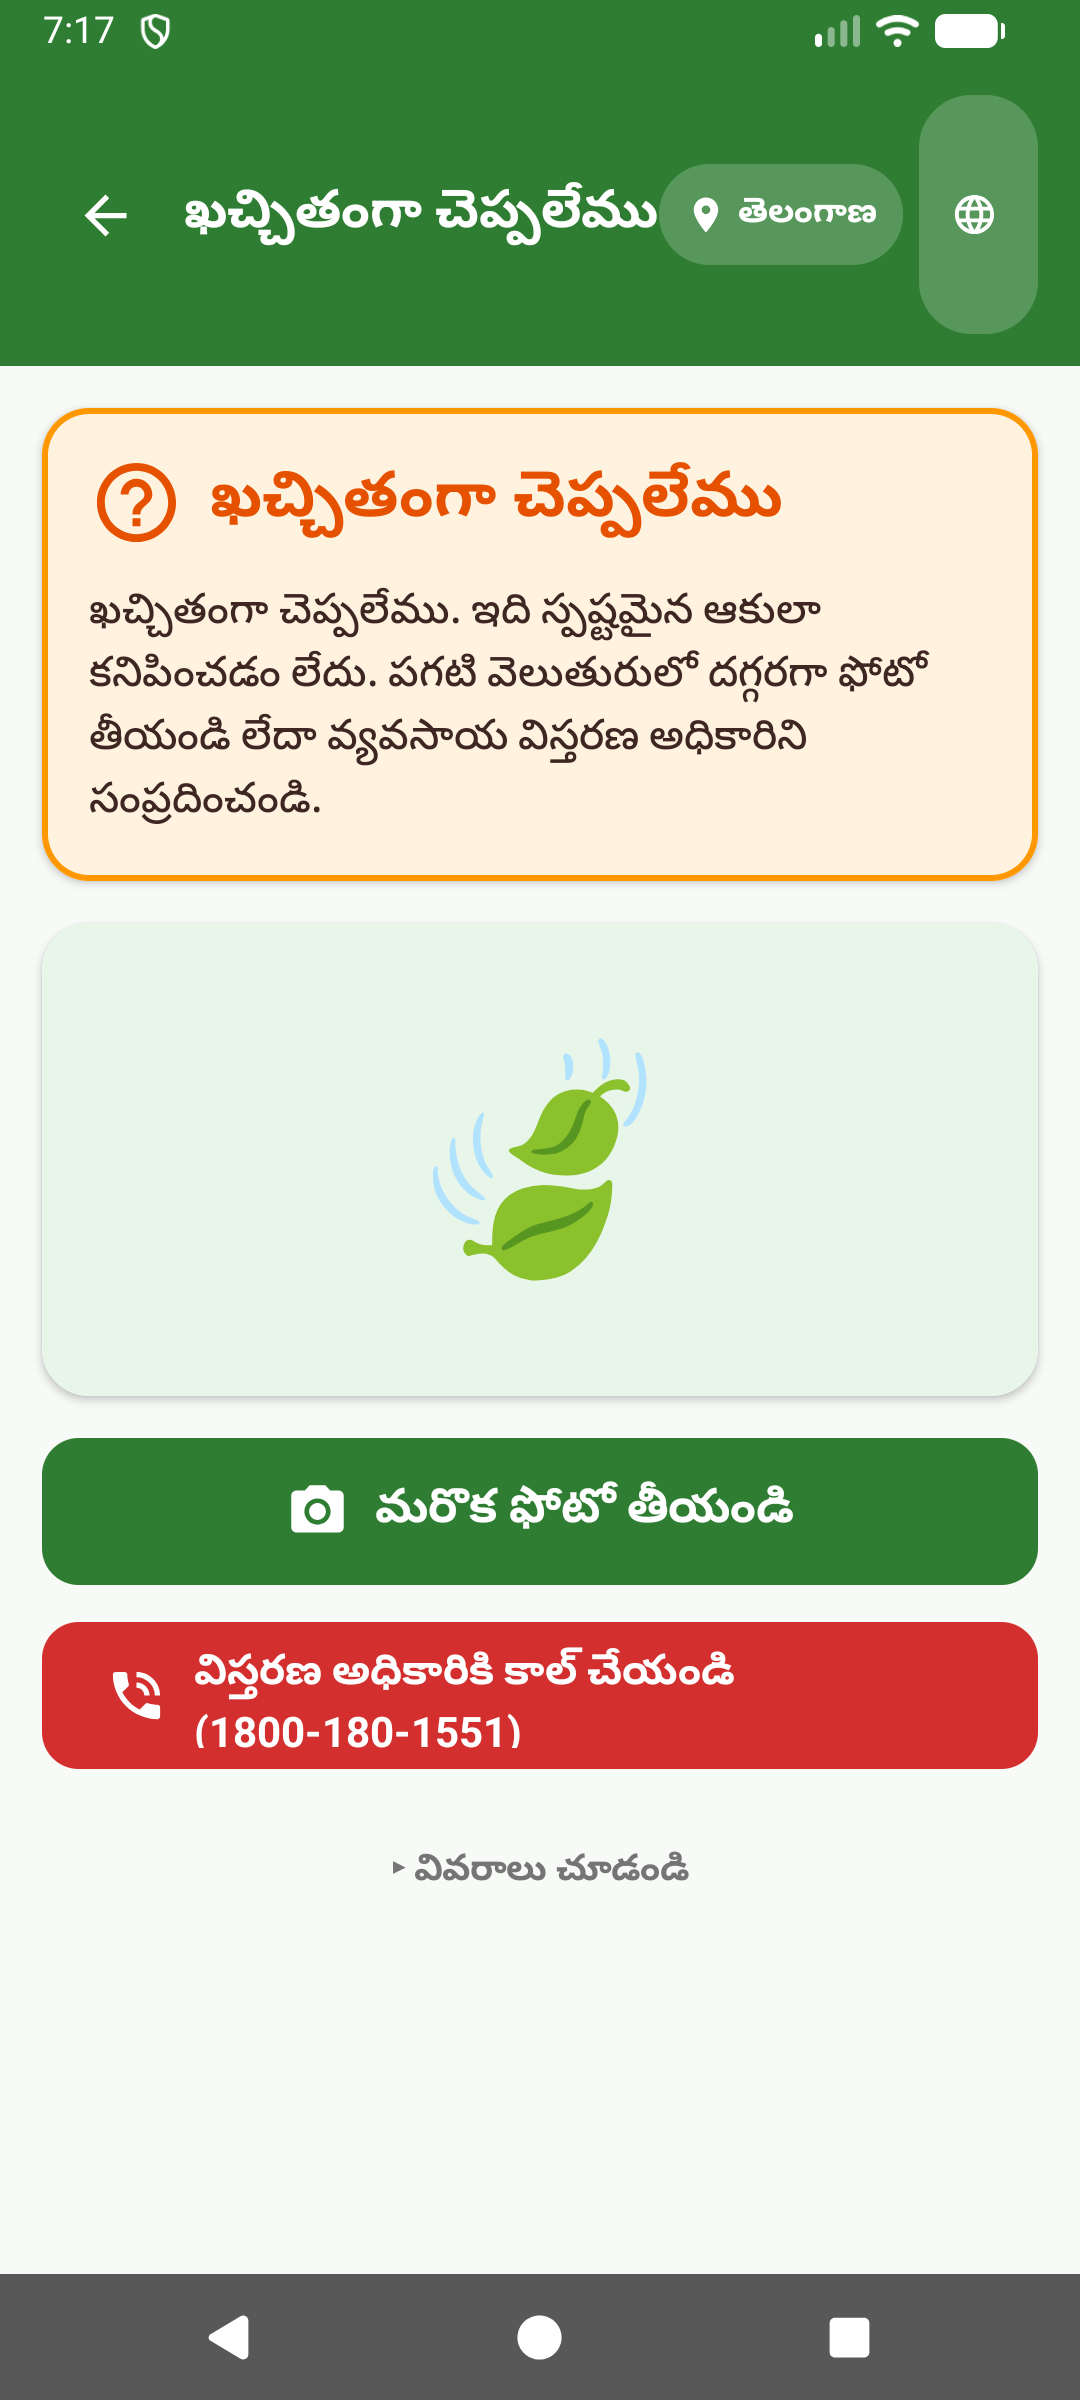 7:17
ఖచ్చితంగా చెప్పలేము
తెలంగాణ
ఖచ్చితంగా చెప్పలేము
ఖచ్చితంగా చెప్పలేము. ఇది స్పష్టమైన ఆకులా
కనిపించడం లేదు. పగటి వెలుతురులో దగ్గరగా ఫోటో
తీయండి లేదా వ్యవసాయ విస్తరణ అధికారిని
సంప్రదించండి.
మరొక ఫోటో తీయండి
విస్తరణ అధికారికి కాల్ చేయండి
(1800-180-1551)
▸ వివరాలు చూడండి